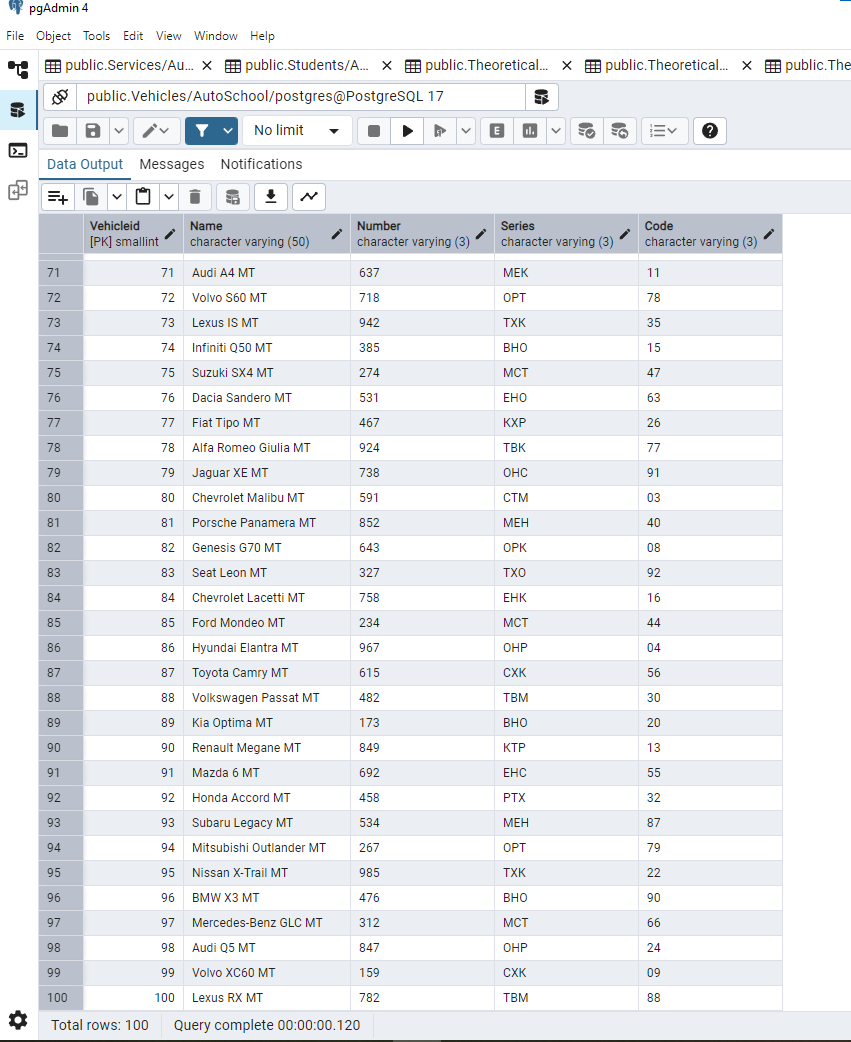 pgAdmin 4
File Object Tools Edit View Window Help
public.Services/Au... public.Students/A... public.Theoretical... public.Theoretical... public.The
public.Vehicles/AutoSchool/postgres@PostgreSQL 17
No limit
Data Output Messages Notifications
Vehicleid Name Number Series Code
[PK] smallint character varying (50) character varying (3) character varying (3) character varying (3)
71 71 Audi A4 MT 637 MEK 11
72 72 Volvo S60 MT 718 OPT 78
73 73 Lexus IS MT 942 TXK 35
74 74 Infiniti Q50 MT 385 BHO 15
75 75 Suzuki SX4 MT 274 MCT 47
76 76 Dacia Sandero MT 531 EHO 63
77 77 Fiat Tipo MT 467 KXP 26
78 78 Alfa Romeo Giulia MT 924 TBK 77
79 79 Jaguar XE MT 738 OHC 91
80 80 Chevrolet Malibu MT 591 CTM 03
81 81 Porsche Panamera MT 852 MEH 40
82 82 Genesis G70 MT 643 OPK 08
83 83 Seat Leon MT 327 TXO 92
84 84 Chevrolet Lacetti MT 758 EHK 16
85 85 Ford Mondeo MT 234 MCT 44
86 86 Hyundai Elantra MT 967 OHP 04
87 87 Toyota Camry MT 615 CXK 56
88 88 Volkswagen Passat MT 482 TBM 30
89 89 Kia Optima MT 173 BHO 20
90 90 Renault Megane MT 849 KTP 13
91 91 Mazda 6 MT 692 EHC 55
92 92 Honda Accord MT 458 PTX 32
93 93 Subaru Legacy MT 534 MEH 87
94 94 Mitsubishi Outlander MT 267 OPT 79
95 95 Nissan X-Trail MT 985 TXK 22
96 96 BMW X3 MT 476 BHO 90
97 97 Mercedes-Benz GLC MT 312 MCT 66
98 98 Audi Q5 MT 847 OHP 24
99 99 Volvo XC60 MT 159 CXK 09
100 100 Lexus RX MT 782 TBM 88
Total rows: 100 Query complete 00:00:00.120